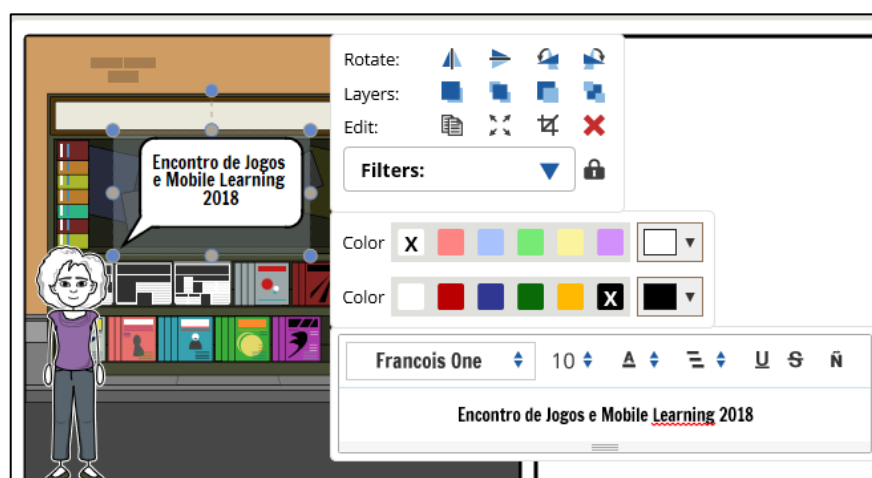 Rotate:
Layers:
Edit:
Filters:
Encontro de Jogos
e Mobile Learning
2018
Color X
Color X
Francois One 10 A U S Ñ
Encontro de Jogos e Mobile Learning 2018